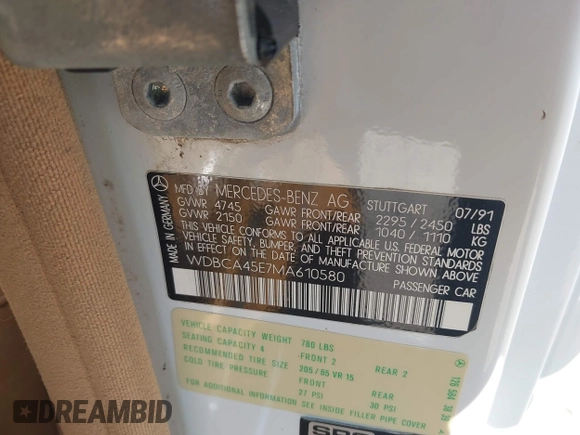 MADE IN GERMANY
MFD BY MERCEDES-BENZ AG STUTTGART 07/91
GVWR 4745 GAWR FRONT/REAR 2295/2450 LBS
GVWR 2150 GAWR FRONT/REAR 1040/1110 KG
THIS VEHICLE CONFORMS TO ALL APPLICABLE U.S. FEDERAL MOTOR
VEHICLE SAFETY, BUMPER, AND THEFT PREVENTION STANDARDS
IN EFFECT ON THE DATE OF MANUFACTURE SHOWN ABOVE.
WDBCA45E7MA610580
PASSENGER CAR
VEHICLE CAPACITY WEIGHT 780 LBS
SEATING CAPACITY 4 FRONT 2 REAR 2
RECOMMENDED TIRE SIZE 205/65 VR 15
COLD TIRE PRESSURE FRONT REAR
27 PSI 30 PSI
FOR ADDITIONAL INFORMATION SEE INSIDE FILLER PIPE COVER
DREAMBID